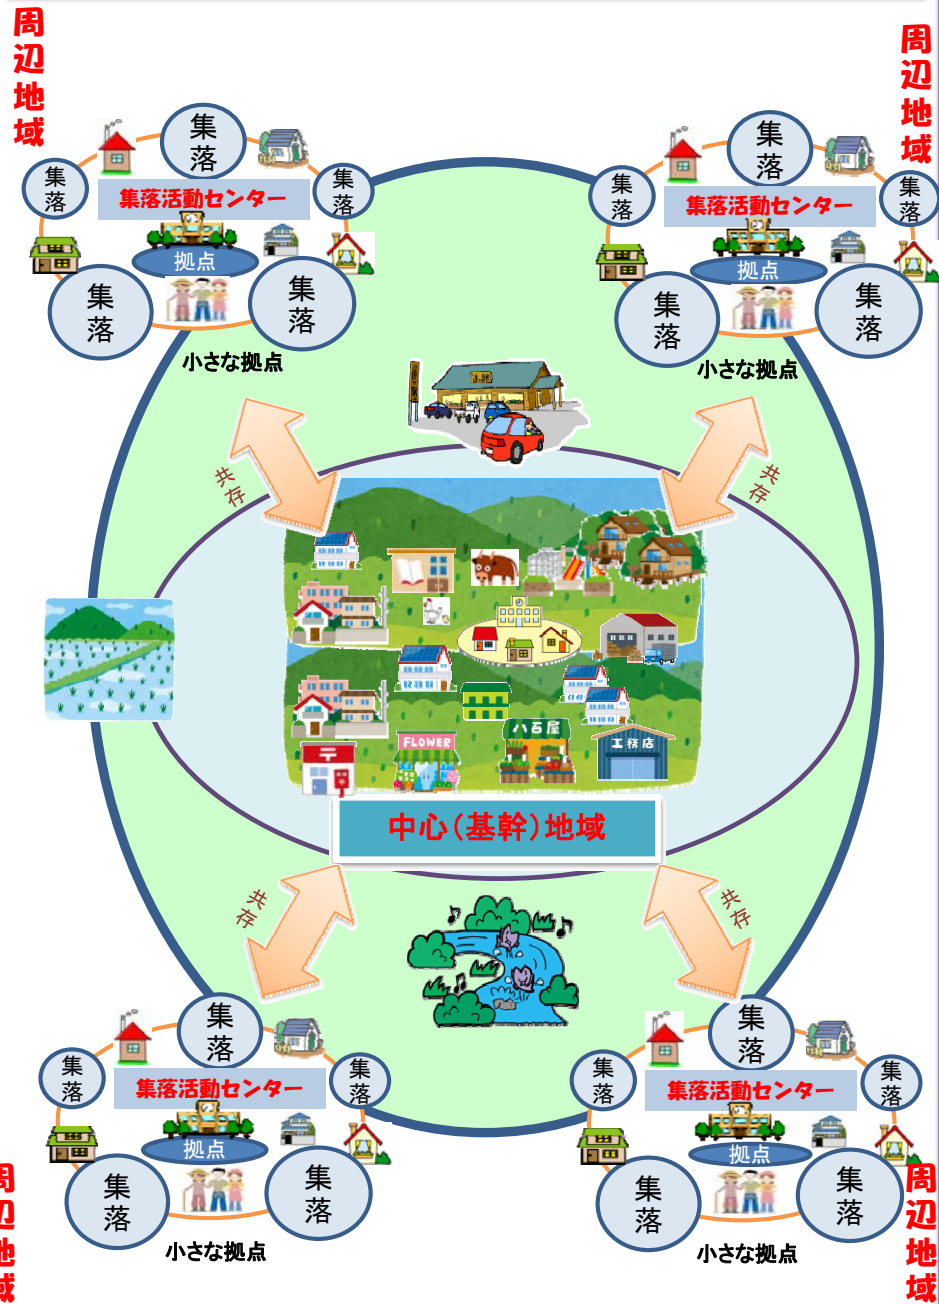 周辺地域
周辺地域
集落
集落
集落
集落活動センター
拠点
集落
集落
小さな拠点
集落
集落
集落
集落活動センター
拠点
集落
集落
小さな拠点
共存
共存
FLOWER
八百屋
工務店
〒
中心(基幹)地域
共存
共存
集落
集落
集落
集落活動センター
拠点
集落
集落
小さな拠点
周辺地域
集落
集落
集落
集落活動センター
拠点
集落
集落
小さな拠点
周辺地域